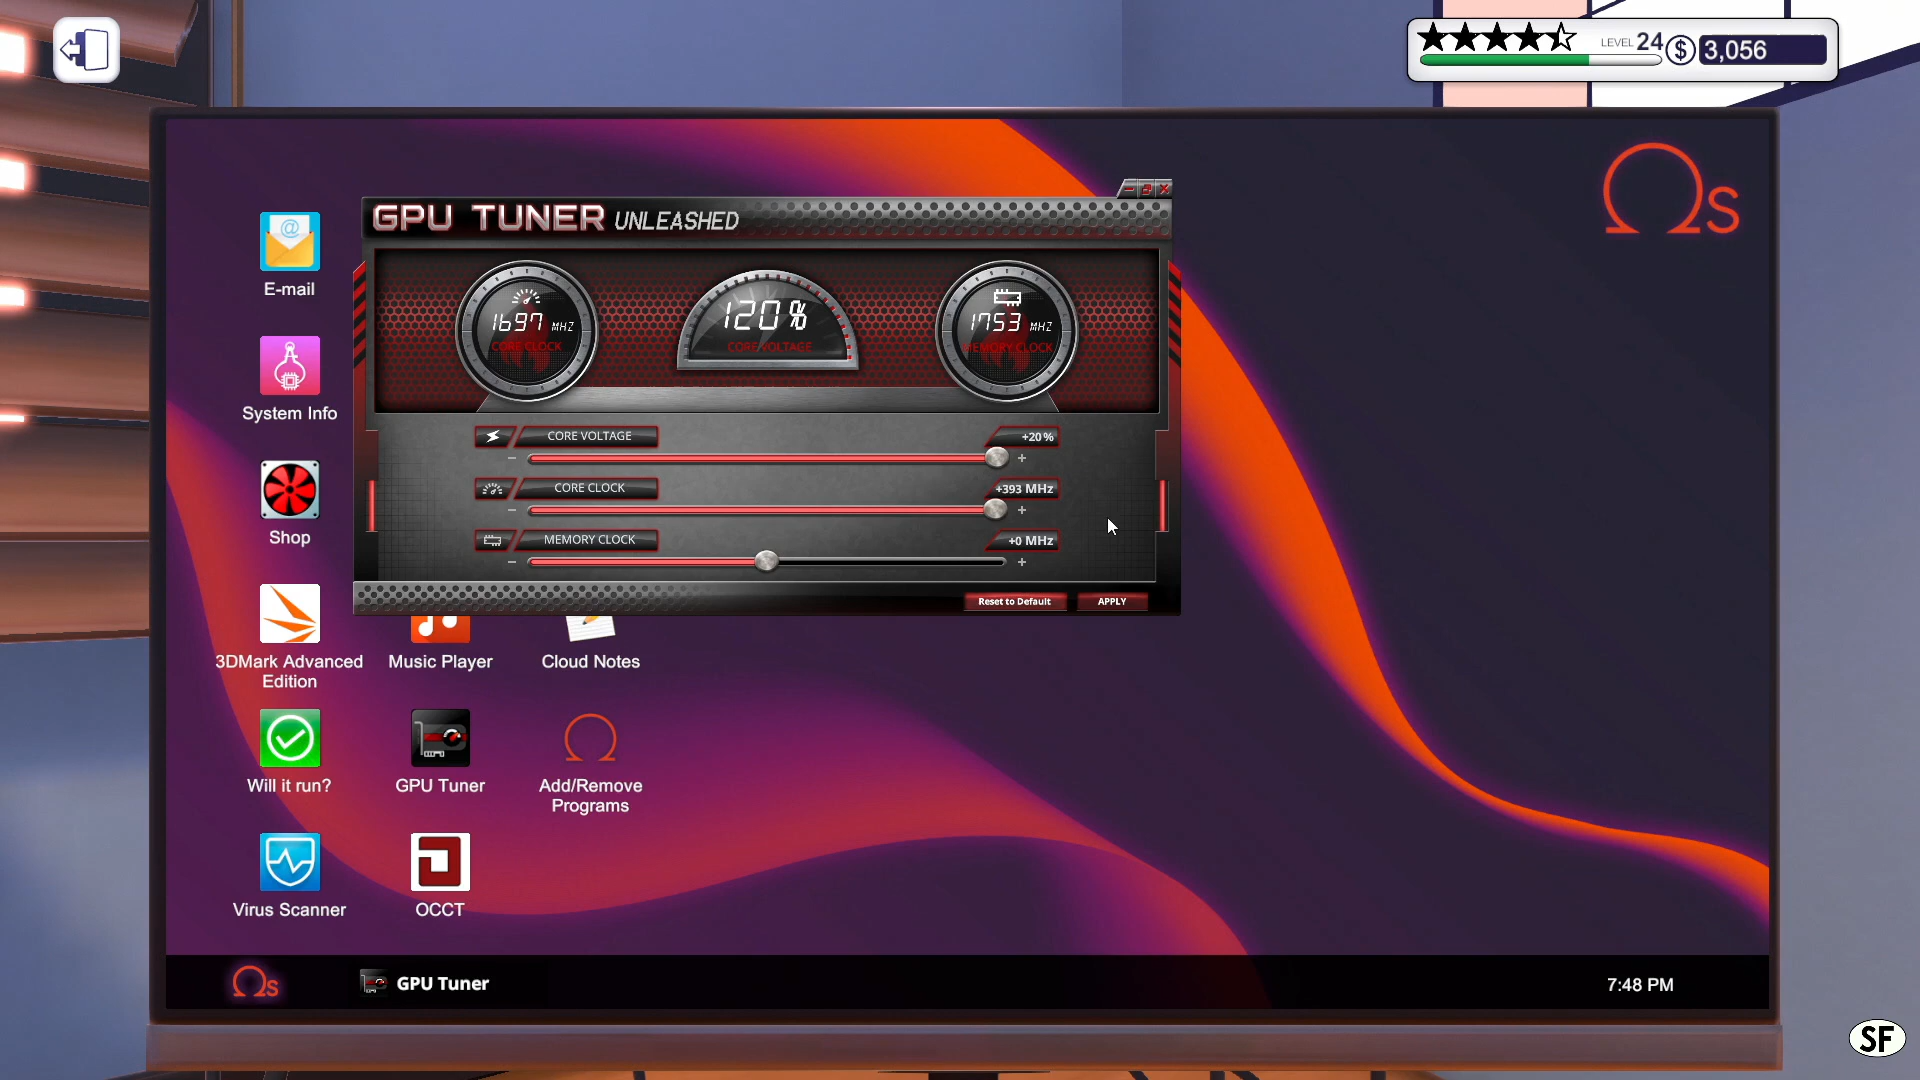 LEVEL 24
$ 3,056
Ωs
GPU TUNER UNLEASHED
1697 MHZ
CORE CLOCK
120%
CORE VOLTAGE
1753 MHZ
MEMORY CLOCK
CORE VOLTAGE
+20%
CORE CLOCK
+393 MHz
MEMORY CLOCK
+0 MHz
Reset to Default
APPLY
E-mail
System Info
Shop
3DMark Advanced
Edition
Music Player
Cloud Notes
Will it run?
GPU Tuner
Add/Remove
Programs
Virus Scanner
OCCT
Ωs
GPU Tuner
7:48 PM
SF